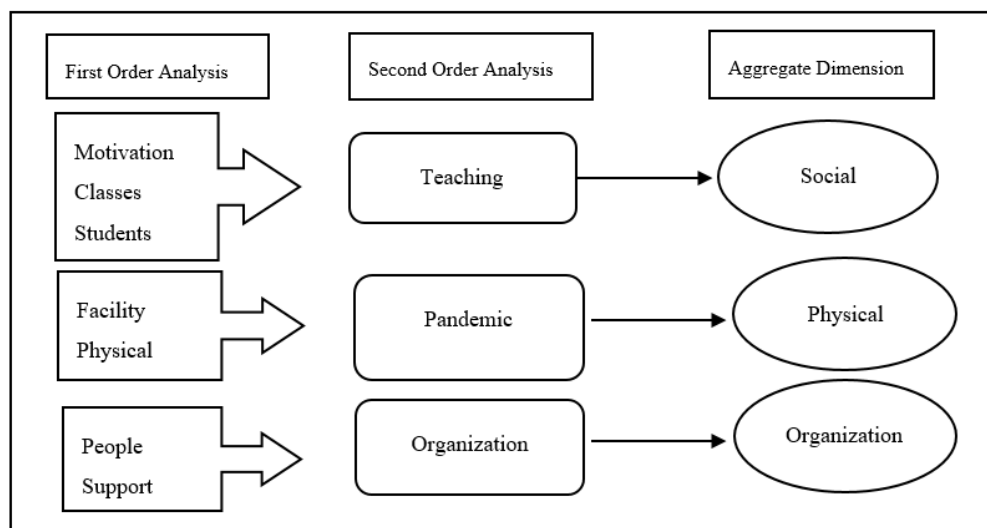 First Order Analysis
Second Order Analysis
Aggregate Dimension
Motivation
Classes
Students
Teaching
Social
Facility
Physical
Pandemic
Physical
People
Support
Organization
Organization